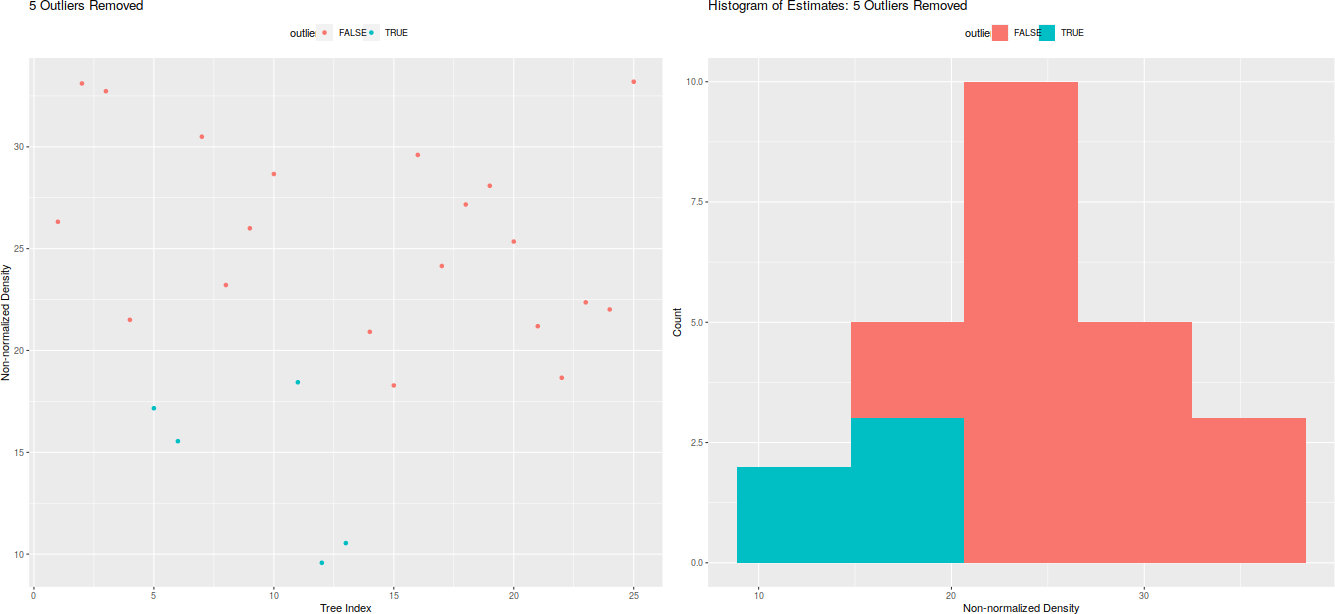 5 Outliers Removed
outlie FALSE TRUE
Non-normalized Density
30
25
20
15
10
0 5 10 15 20 25
Tree Index
Histogram of Estimates: 5 Outliers Removed
outlie FALSE TRUE
Count
10.0
7.5
5.0
2.5
0.0
10 20 30
Non-normalized Density